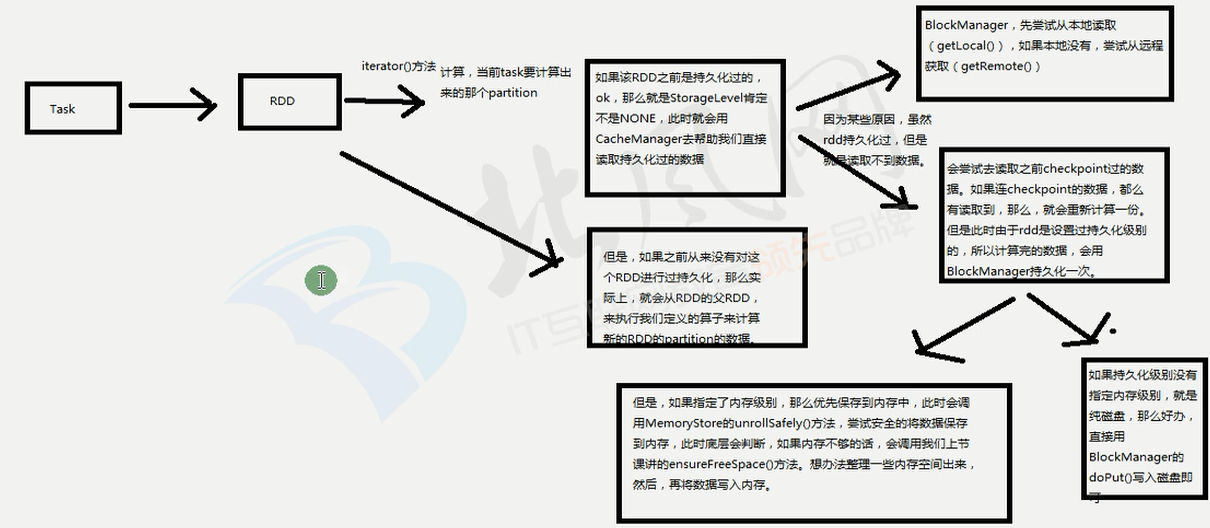 Task
RDD
iterator()方法
计算，当前task要计算出
来的那个partition
如果该RDD之前是持久化过的，
ok，那么就是StorageLevel肯定
不是NONE，此时就会用
CacheManager去帮助我们直接
读取持久化过的数据
BlockManager，先尝试从本地读取
（getLocal()），如果本地没有，尝试从远程
获取（getRemote()）
因为某些原因，虽然
rdd持久化过，但是
就是读取不到数据。
会尝试去读取之前checkpoint过的数
据。如果连checkpoint的数据，都么
有读取到，那么，就会重新计算一份。
但是此时由于rdd是设置过持久化级别
的，所以计算完的数据，会用
BlockManager持久化一次。
但是，如果之前从来没有对这
个RDD进行过持久化，那么实
际上，就会从RDD的父RDD，
来执行我们定义的算子来计算
新的RDD的partition的数据。
但是，如果指定了内存级别，那么优先保存到内存中，此时会调
用MemoryStore的unrollSafely()方法，尝试安全的将数据保存
到内存，此时底层会判断，如果内存不够的话，会调用我们上节
课讲的ensureFreeSpace()方法。想办法整理一些内存空间出来，
然后，再将数据写入内存。
如果持久化级别没有
指定内存级别，就是
纯磁盘，那么好办，
直接用
BlockManager的
doPut()写入磁盘即
可
北风网
领先品牌